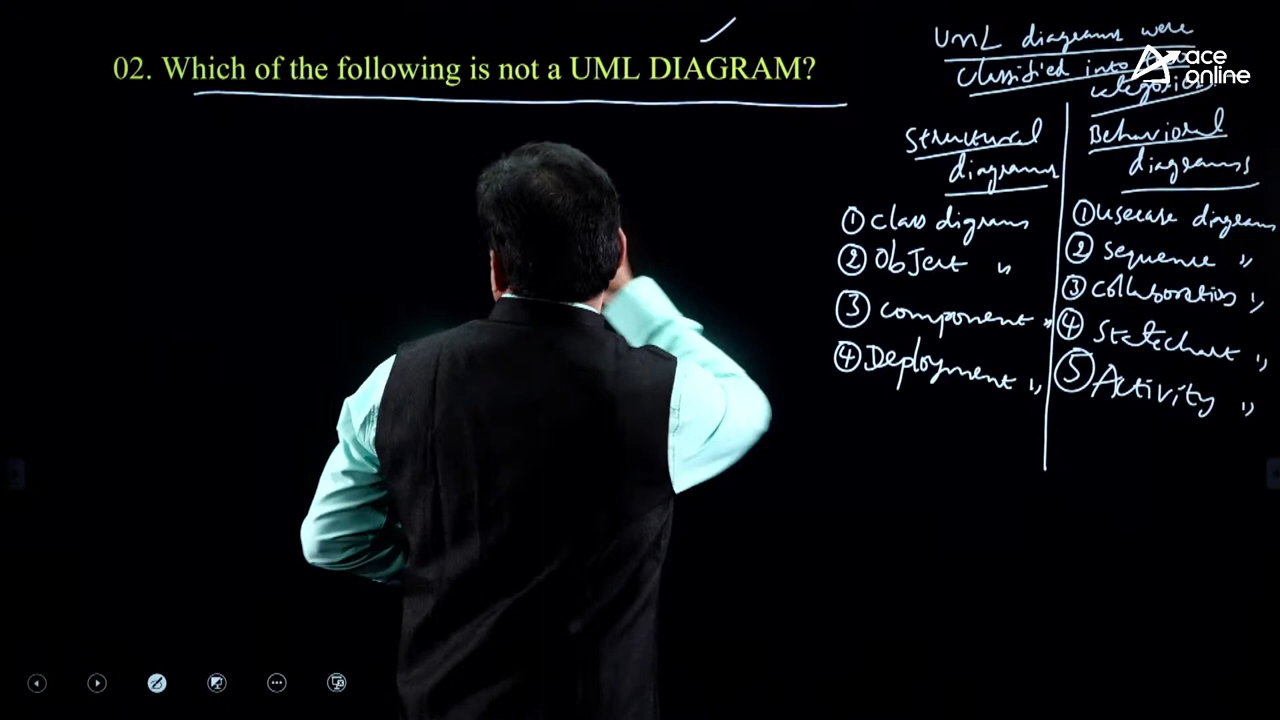 02. Which of the following is not a UML DIAGRAM?
UML diagrams were
classified into
categories
ace
online
Structural
diagrams
① class digrams
② Object "
③ component "
④ Deployment "
Behavioral
diagrams
① usecase diagrams
② sequence "
③ collaboration "
④ statechart "
⑤ Activity "